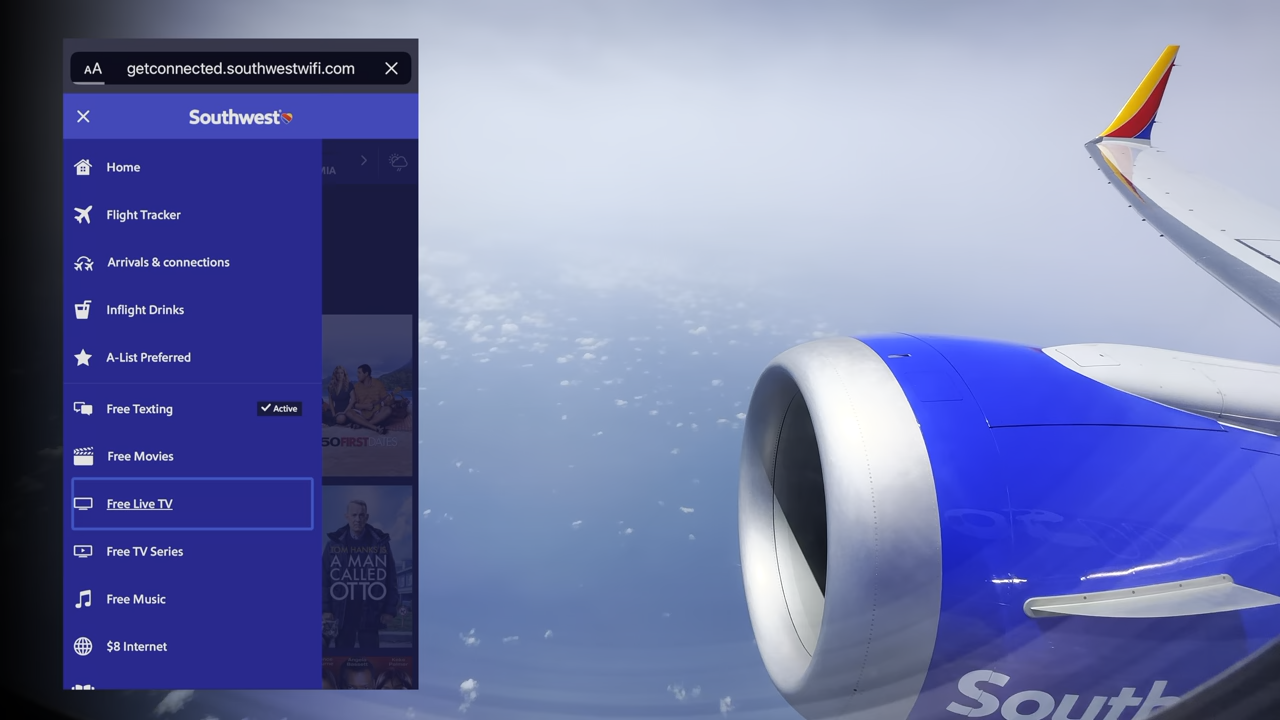 AA getconnected.southwestwifi.com
Southwest
MIA
Home
Flight Tracker
Arrivals & connections
Inflight Drinks
A-List Preferred
Free Texting Active
Free Movies
Free Live TV
Free TV Series
Free Music
$8 Internet
50 FIRST DATES
TOM HANKS IS
A MAN
CALLED
OTTO
South